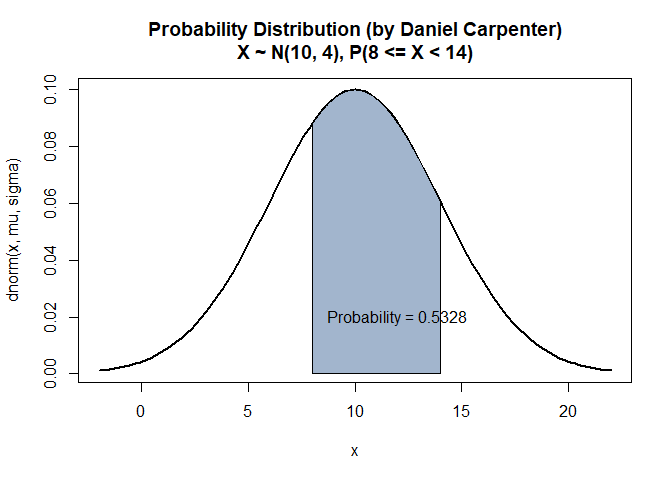 Probability Distribution (by Daniel Carpenter)
X ~ N(10, 4), P(8 <= X < 14)
dnorm(x, mu, sigma)
0.10
0.08
0.06
0.04
0.02
0.00
Probability = 0.5328
0 5 10 15 20
x